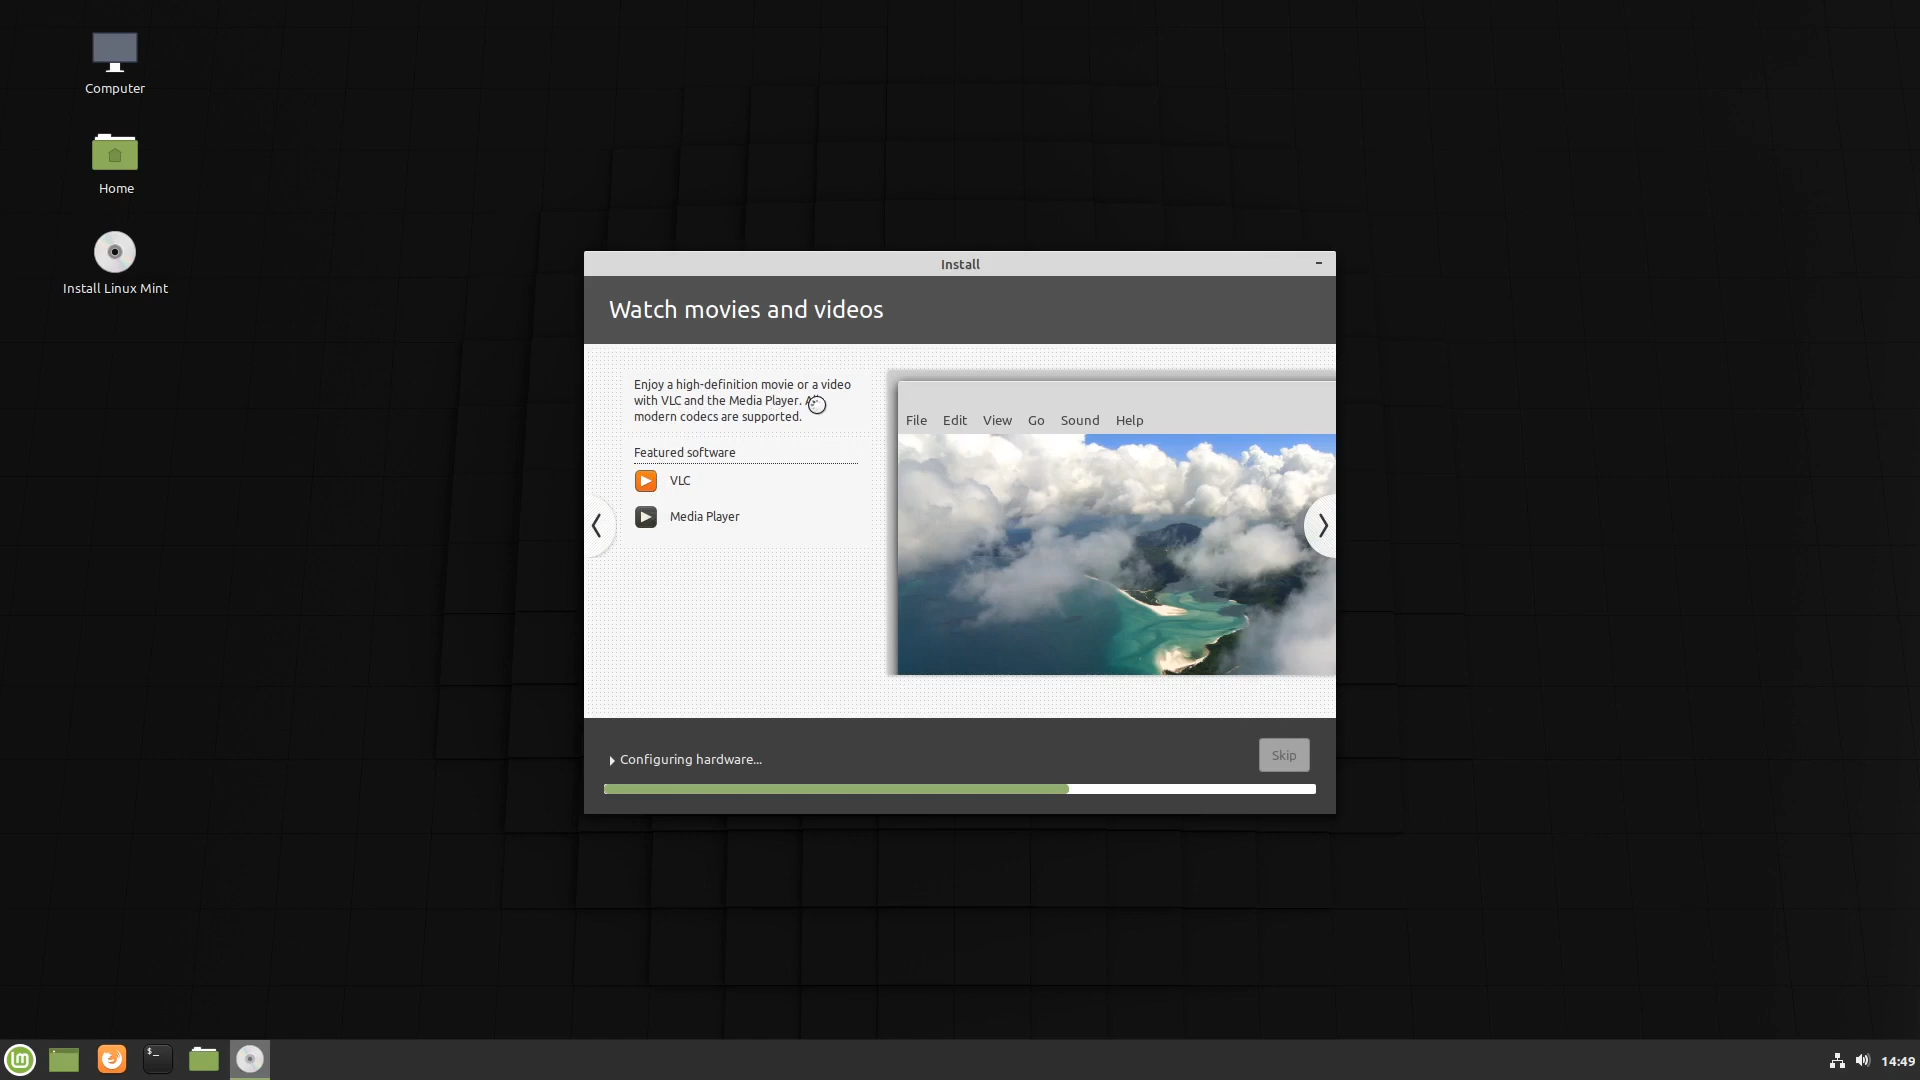 Computer
Home
Install Linux Mint
Install
Watch movies and videos
Enjoy a high-definition movie or a video
with VLC and the Media Player.
modern codecs are supported.
Featured software
VLC
Media Player
File Edit View Go Sound Help
Configuring hardware...
Skip
lm
$_
14:49